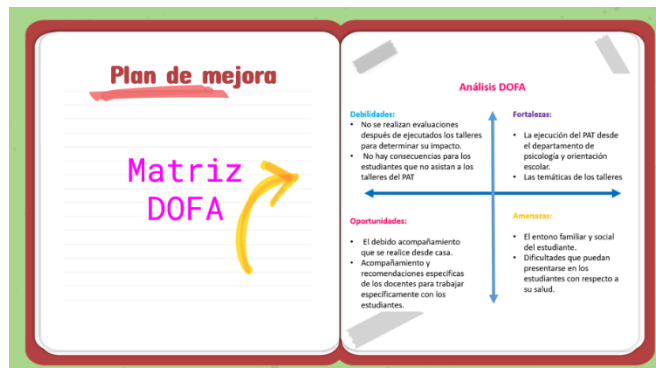 Plan de mejora
Matriz
DOFA
Análisis DOFA
Debilidades:
• No se realizan evaluaciones
después de ejecutados los talleres
para determinar su impacto.
• No hay consecuencias para los
estudiantes que no asistan a los
talleres del PAT
Fortalezas:
• La ejecución del PAT desde
el departamento de
psicología y orientación
escolar.
• Las temáticas de los talleres
Oportunidades:
• El debido acompañamiento
que se realice desde casa.
• Acompañamiento y
recomendaciones especificas
de los docentes para trabajar
específicamente con los
estudiantes.
Amenazas:
• El entono familiar y social
del estudiante.
• Dificultades que puedan
presentarse en los
estudiantes con respecto a
su salud.